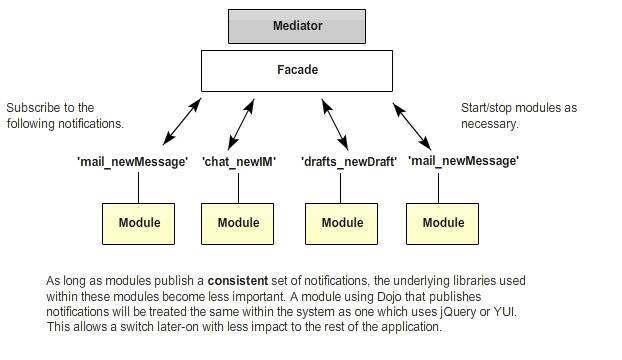 Mediator
Facade
Subscribe to the
following notifications.
Start/stop modules as
necessary.
'mail_newMessage'
'chat_newIM'
'drafts_newDraft'
'mail_newMessage'
Module
Module
Module
Module
As long as modules publish a consistent set of notifications, the underlying libraries used
within these modules become less important. A module using Dojo that publishes
notifications will be treated the same within the system as one which uses jQuery or YUI.
This allows a switch later-on with less impact to the rest of the application.